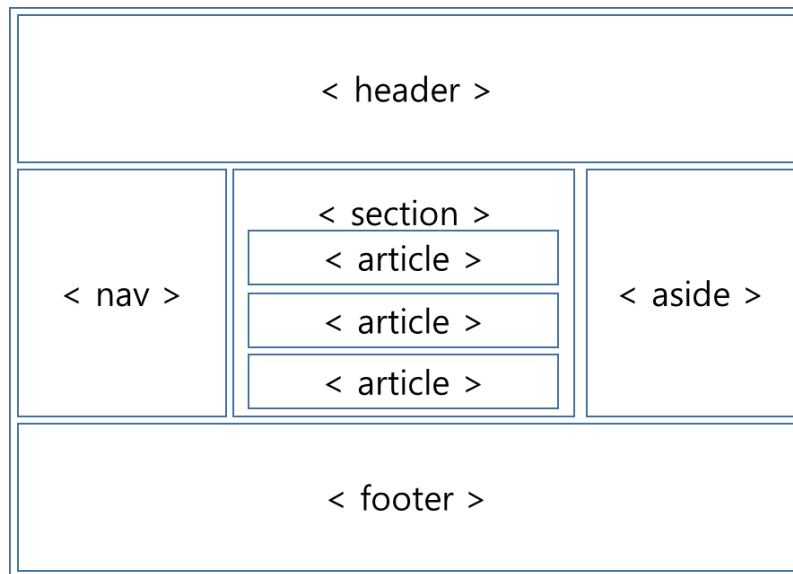 < header >
< nav >
< section >
< article >
< article >
< article >
< aside >
< footer >